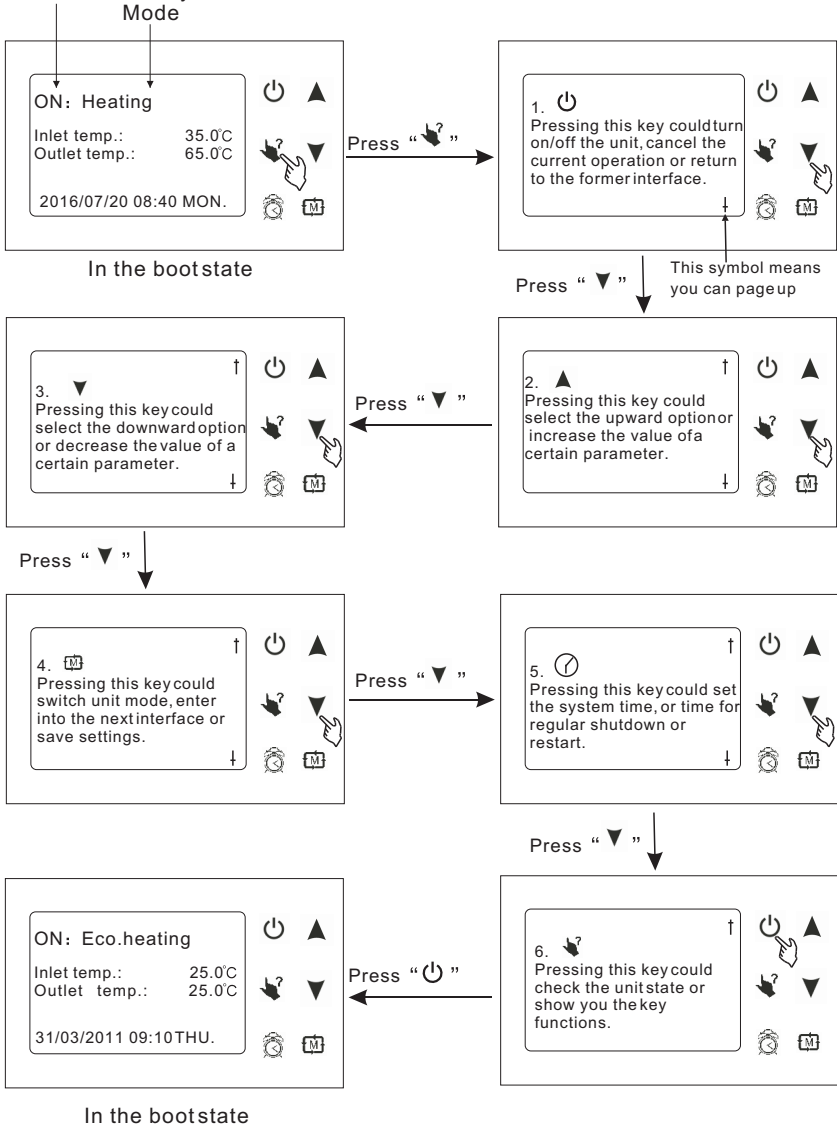 Mode
ON: Heating
Inlet temp.: 35.0°C
Outlet temp.: 65.0°C
2016/07/20 08:40 MON.
In the boot state
Press “ ? ”
1.
Pressing this key could turn
on/off the unit, cancel the
current operation or return
to the former interface.
This symbol means
you can page up
Press “ ▼ ”
2. ▲
Pressing this key could
select the upward option or
increase the value of a
certain parameter.
Press “ ▼ ”
3. ▼
Pressing this key could
select the downward option
or decrease the value of a
certain parameter.
Press “ ▼ ”
4. M
Pressing this key could
switch unit mode, enter
into the next interface or
save settings.
Press “ ▼ ”
5.
Pressing this key could set
the system time, or time for
regular shutdown or
restart.
Press “ ▼ ”
6. ?
Pressing this key could
check the unit state or
show you the key
functions.
Press “ ⏻ ”
ON: Eco.heating
Inlet temp.: 25.0°C
Outlet temp.: 25.0°C
31/03/2011 09:10 THU.
In the boot state